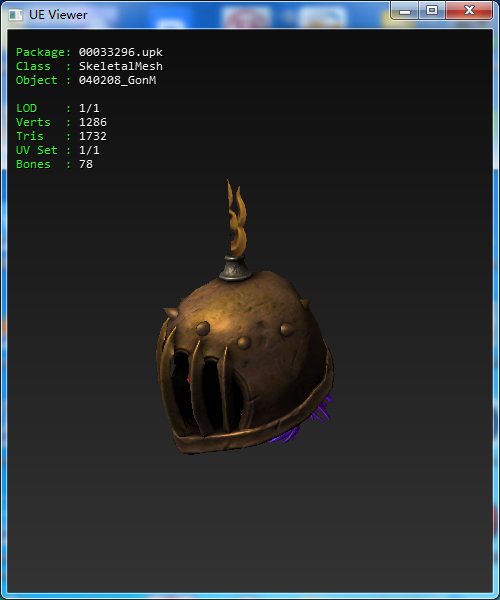 UE Viewer
Package: 00033296.upk
Class : SkeletalMesh
Object : 040208_GonM
LOD : 1/1
Verts : 1286
Tris : 1732
UV Set : 1/1
Bones : 78